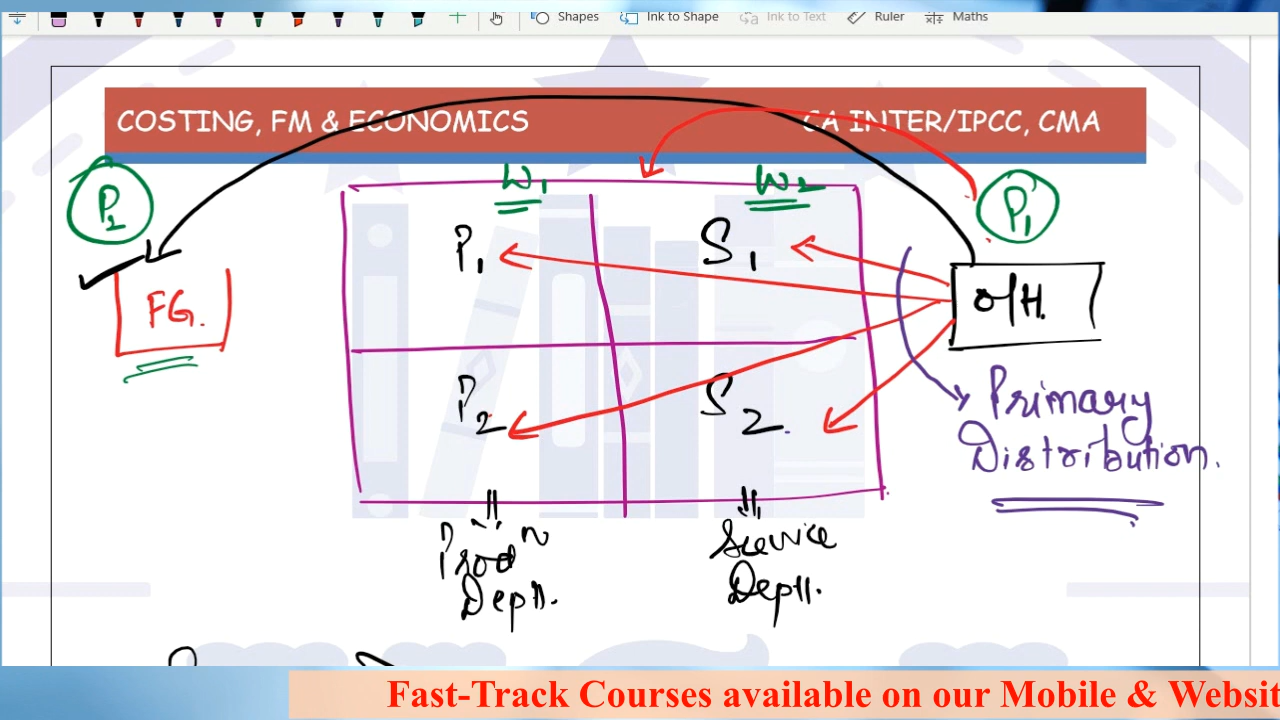 Shapes Ink to Shape Ink to Text Ruler Maths
COSTING, FM & ECONOMICS CA INTER/IPCC, CMA
W1 W2
P1
P1 S1
O/H.
FG.
P2 S2
Primary
Distribution.
Prodn
Deptt.
Service
Deptt.
Fast-Track Courses available on our Mobile & Websit